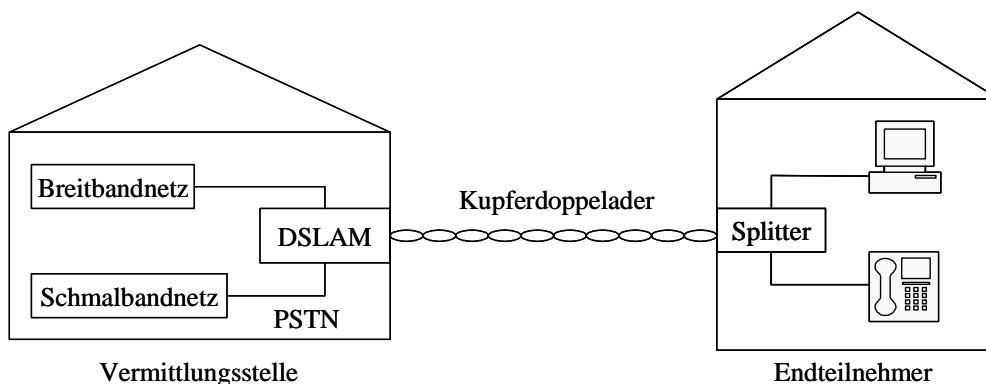 Breitbandnetz
Kupferdoppelader
DSLAM
Splitter
Schmalbandnetz
PSTN
Vermittlungsstelle
Endteilnehmer